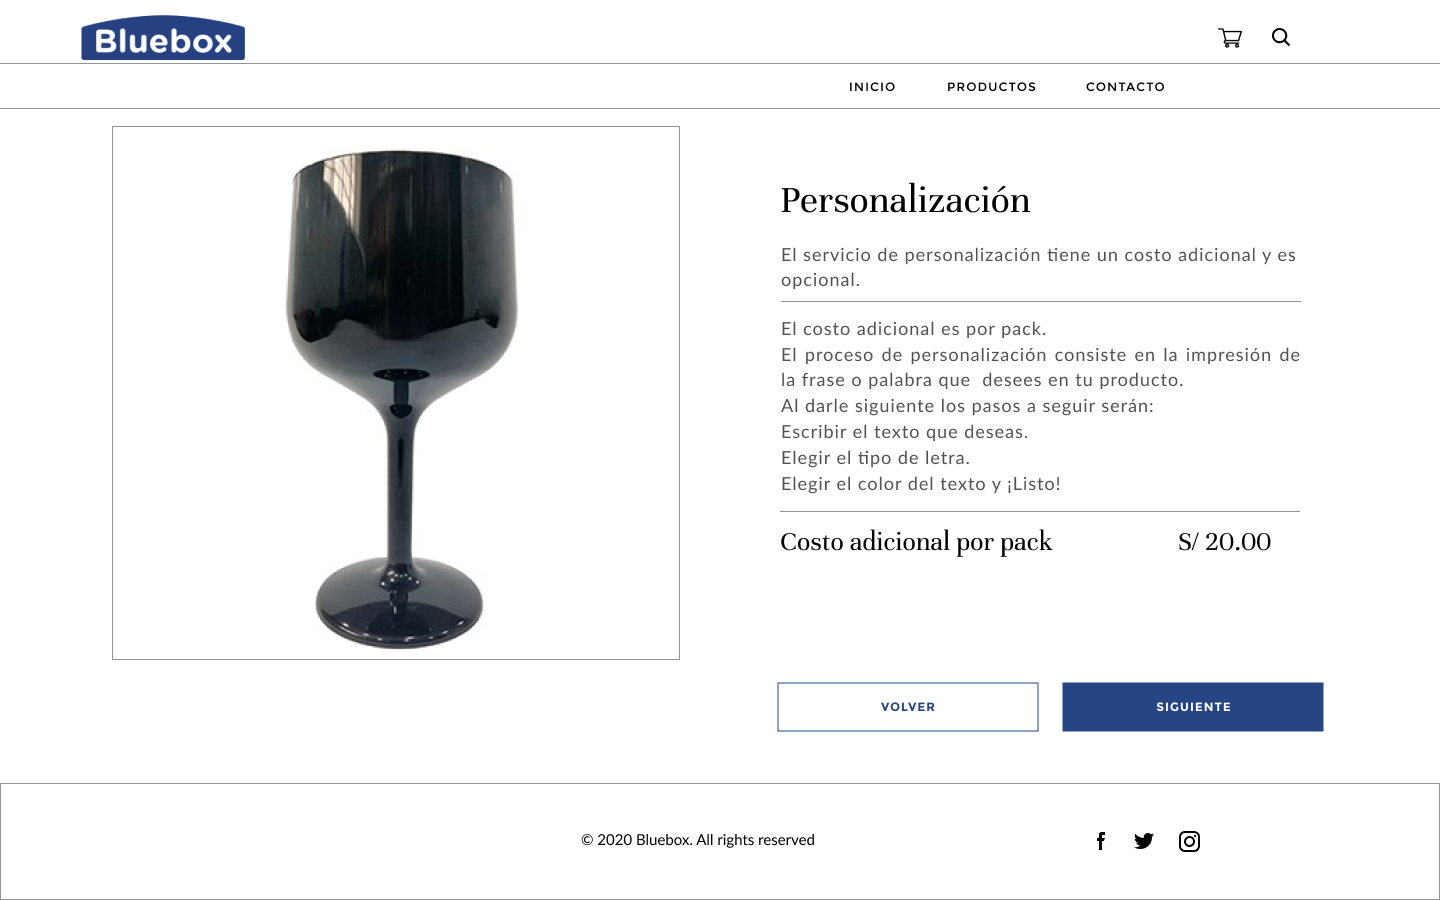 Bluebox
INICIO PRODUCTOS CONTACTO
Personalización
El servicio de personalización tiene un costo adicional y es
opcional.
El costo adicional es por pack.
El proceso de personalización consiste en la impresión de
la frase o palabra que desees en tu producto.
Al darle siguiente los pasos a seguir serán:
Escribir el texto que deseas.
Elegir el tipo de letra.
Elegir el color del texto y ¡Listo!
Costo adicional por pack S/ 20.00
VOLVER SIGUIENTE
© 2020 Bluebox. All rights reserved